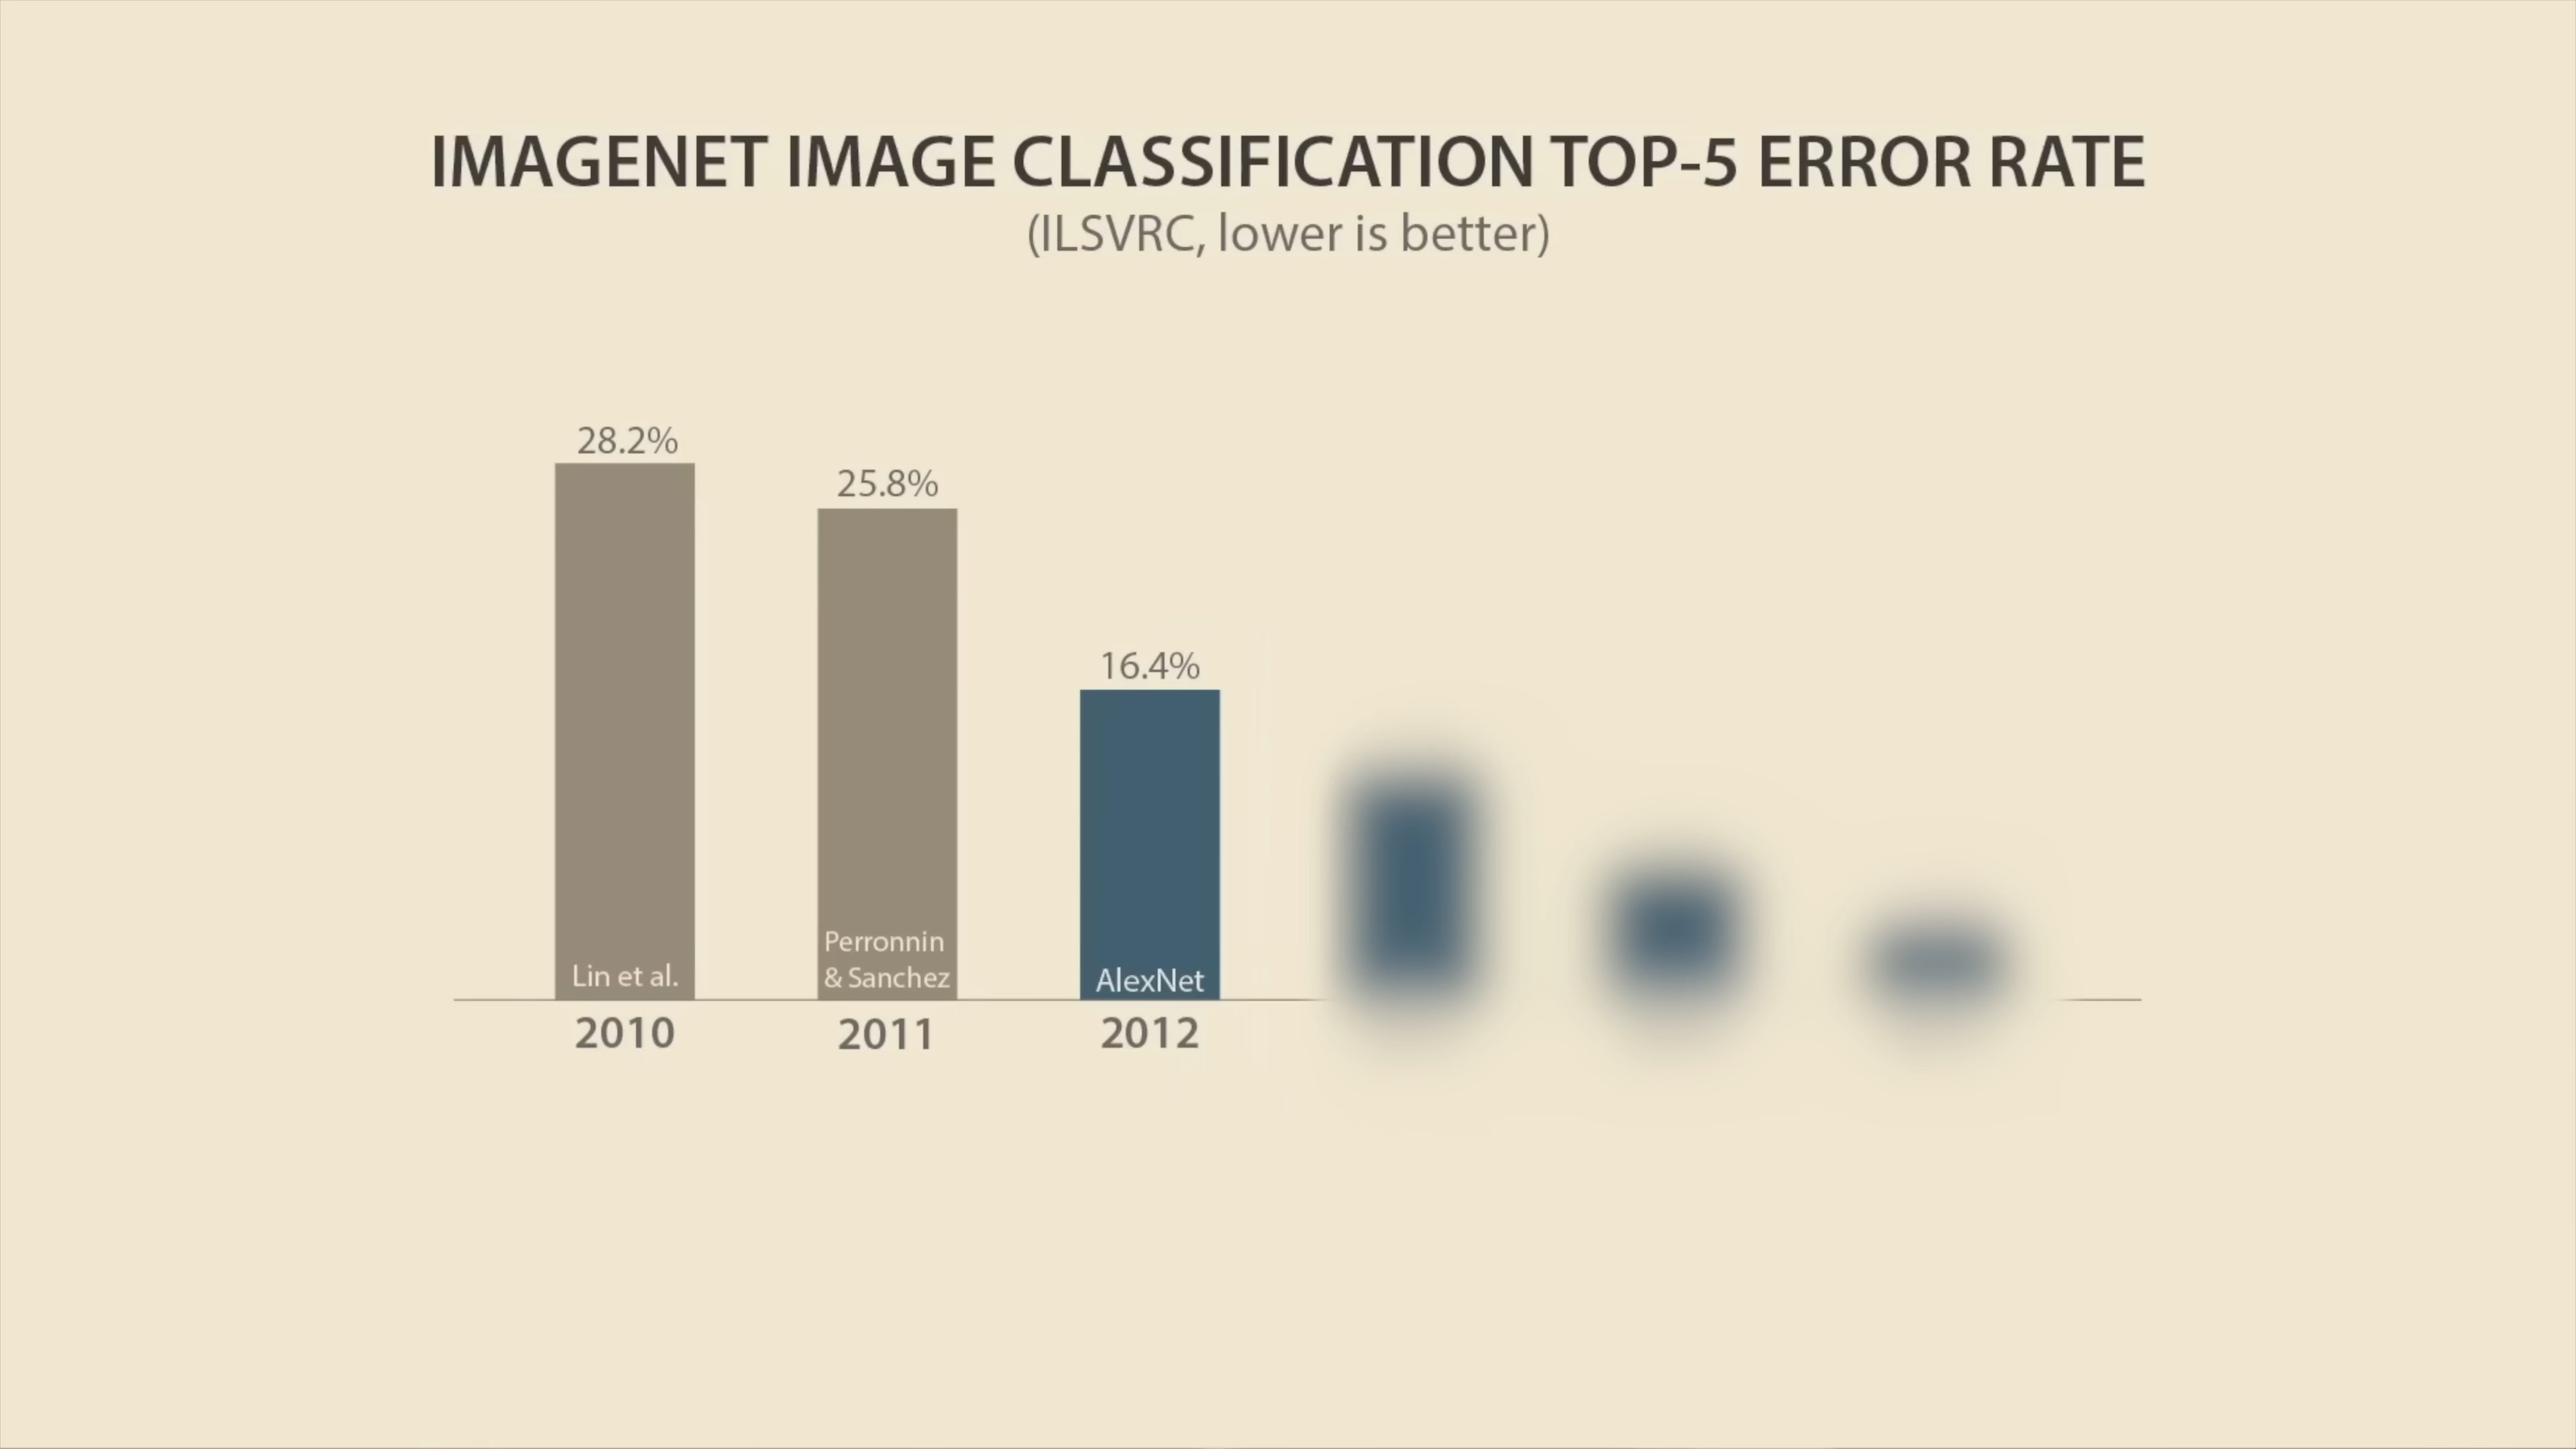 IMAGENET IMAGE CLASSIFICATION TOP-5 ERROR RATE
(ILSVRC, lower is better)
28.2%
25.8%
16.4%
Lin et al.
Perronnin
& Sanchez
AlexNet
2010
2011
2012